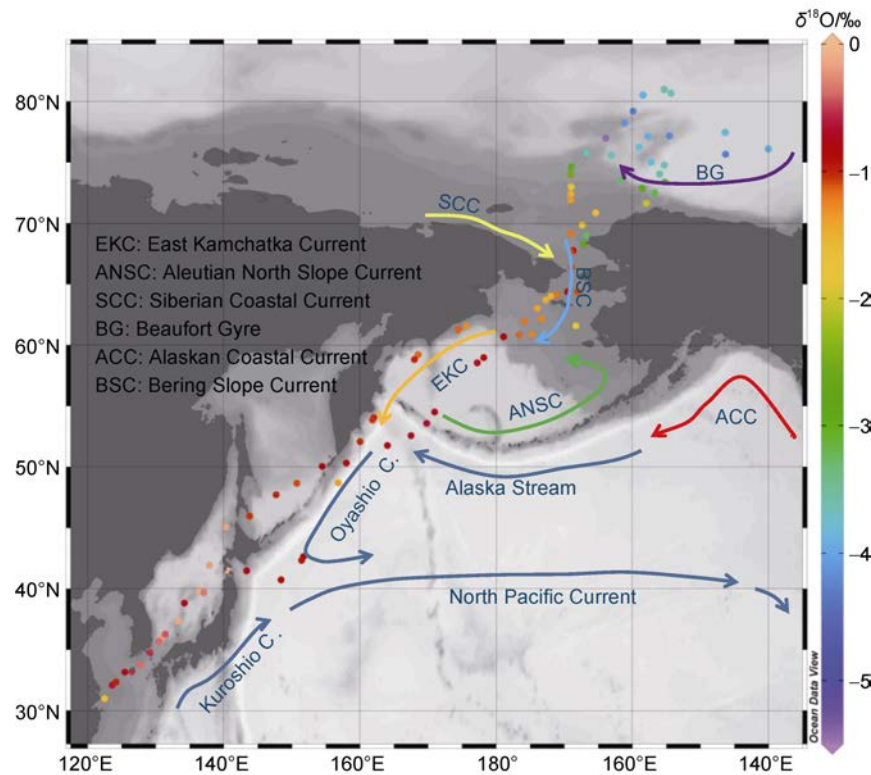 δ¹⁸O/‰
0
80°N
–1
BG
SCC
70°N
EKC: East Kamchatka Current
–2
ANSC: Aleutian North Slope Current
BSC
SCC: Siberian Coastal Current
BG: Beaufort Gyre
60°N
ACC: Alaskan Coastal Current
–3
EKC
BSC: Bering Slope Current
ANSC
ACC
50°N
Alaska Stream
Oyashio C.
–4
40°N
North Pacific Current
Kuroshio C.
–5
30°N
Ocean Data View
120°E
140°E
160°E
180°
160°E
140°E